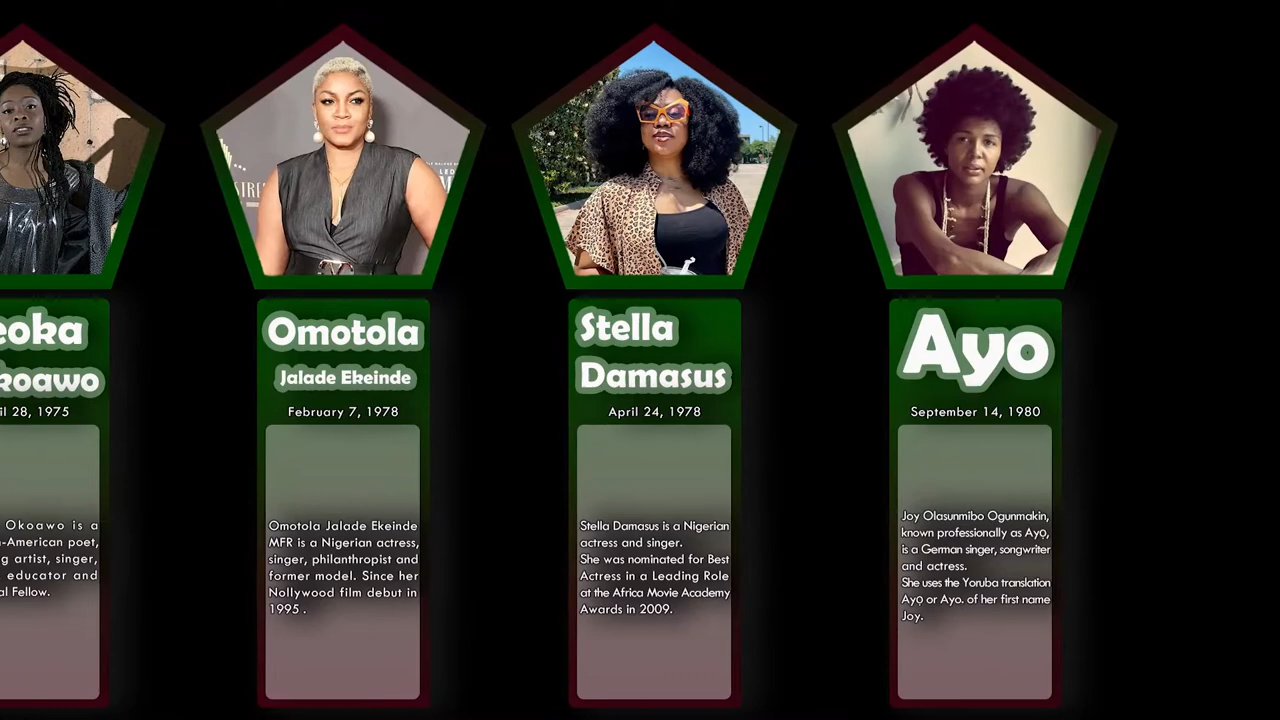 eoka
koawo
il 28, 1975
Okoawo is a
-American poet,
g artist, singer,
educator and
al Fellow.
Omotola
Jalade Ekeinde
February 7, 1978
Omotola Jalade Ekeinde
MFR is a Nigerian actress,
singer, philanthropist and
former model. Since her
Nollywood film debut in
1995 .
Stella
Damasus
April 24, 1978
Stella Damasus is a Nigerian
actress and singer.
She was nominated for Best
Actress in a Leading Role
at the Africa Movie Academy
Awards in 2009.
Ayo
September 14, 1980
Joy Olasunmibo Ogunmakin,
known professionally as Ayọ,
is a German singer, songwriter
and actress.
She uses the Yoruba translation
Ayọ or Ayo. of her first name
Joy.